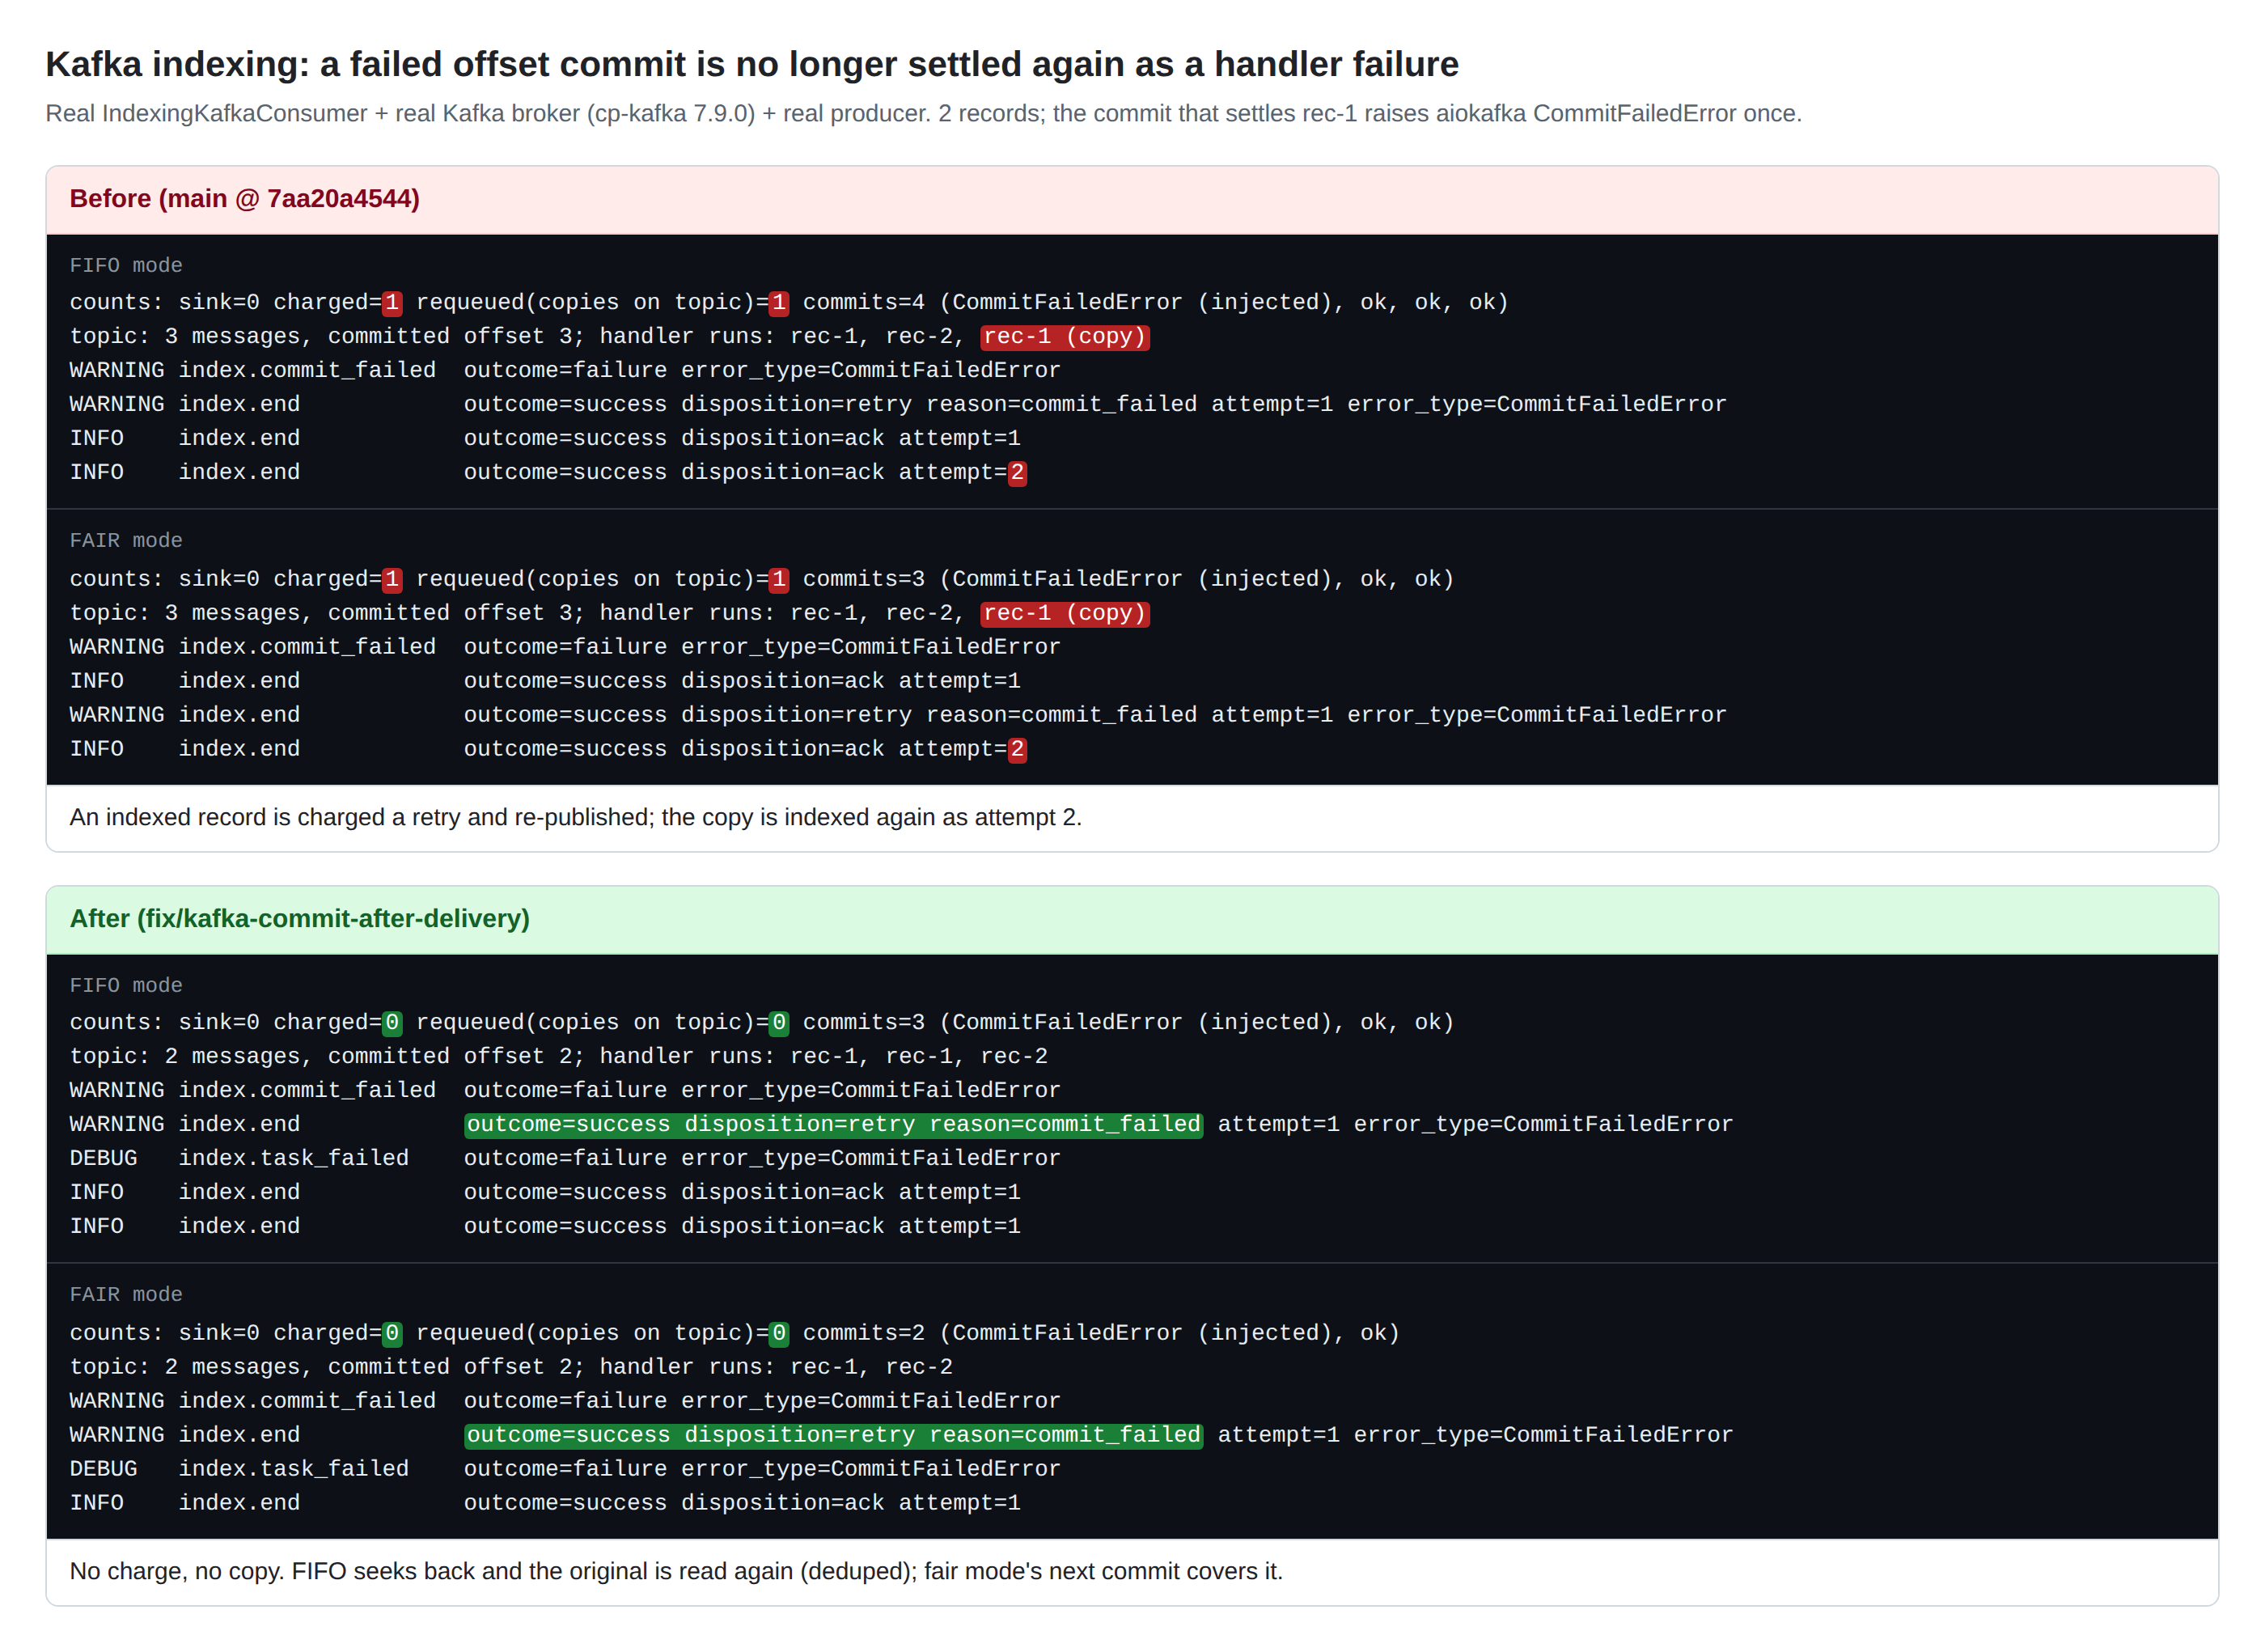 Kafka indexing: a failed offset commit is no longer settled again as a handler failure
Real IndexingKafkaConsumer + real Kafka broker (cp-kafka 7.9.0) + real producer. 2 records; the commit that settles rec-1 raises aiokafka CommitFailedError once.
Before (main @ 7aa20a4544)
FIFO mode
counts: sink=0 charged=1 requeued(copies on topic)=1 commits=4 (CommitFailedError (injected), ok, ok, ok)
topic: 3 messages, committed offset 3; handler runs: rec-1, rec-2, rec-1 (copy)
WARNING index.commit_failed  outcome=failure error_type=CommitFailedError
WARNING index.end            outcome=success disposition=retry reason=commit_failed attempt=1 error_type=CommitFailedError
INFO    index.end            outcome=success disposition=ack attempt=1
INFO    index.end            outcome=success disposition=ack attempt=2
FAIR mode
counts: sink=0 charged=1 requeued(copies on topic)=1 commits=3 (CommitFailedError (injected), ok, ok)
topic: 3 messages, committed offset 3; handler runs: rec-1, rec-2, rec-1 (copy)
WARNING index.commit_failed  outcome=failure error_type=CommitFailedError
INFO    index.end            outcome=success disposition=ack attempt=1
WARNING index.end            outcome=success disposition=retry reason=commit_failed attempt=1 error_type=CommitFailedError
INFO    index.end            outcome=success disposition=ack attempt=2
An indexed record is charged a retry and re-published; the copy is indexed again as attempt 2.
After (fix/kafka-commit-after-delivery)
FIFO mode
counts: sink=0 charged=0 requeued(copies on topic)=0 commits=3 (CommitFailedError (injected), ok, ok)
topic: 2 messages, committed offset 2; handler runs: rec-1, rec-1, rec-2
WARNING index.commit_failed  outcome=failure error_type=CommitFailedError
WARNING index.end            outcome=success disposition=retry reason=commit_failed attempt=1 error_type=CommitFailedError
DEBUG   index.task_failed    outcome=failure error_type=CommitFailedError
INFO    index.end            outcome=success disposition=ack attempt=1
INFO    index.end            outcome=success disposition=ack attempt=1
FAIR mode
counts: sink=0 charged=0 requeued(copies on topic)=0 commits=2 (CommitFailedError (injected), ok)
topic: 2 messages, committed offset 2; handler runs: rec-1, rec-2
WARNING index.commit_failed  outcome=failure error_type=CommitFailedError
WARNING index.end            outcome=success disposition=retry reason=commit_failed attempt=1 error_type=CommitFailedError
DEBUG   index.task_failed    outcome=failure error_type=CommitFailedError
INFO    index.end            outcome=success disposition=ack attempt=1
No charge, no copy. FIFO seeks back and the original is read again (deduped); fair mode's next commit covers it.